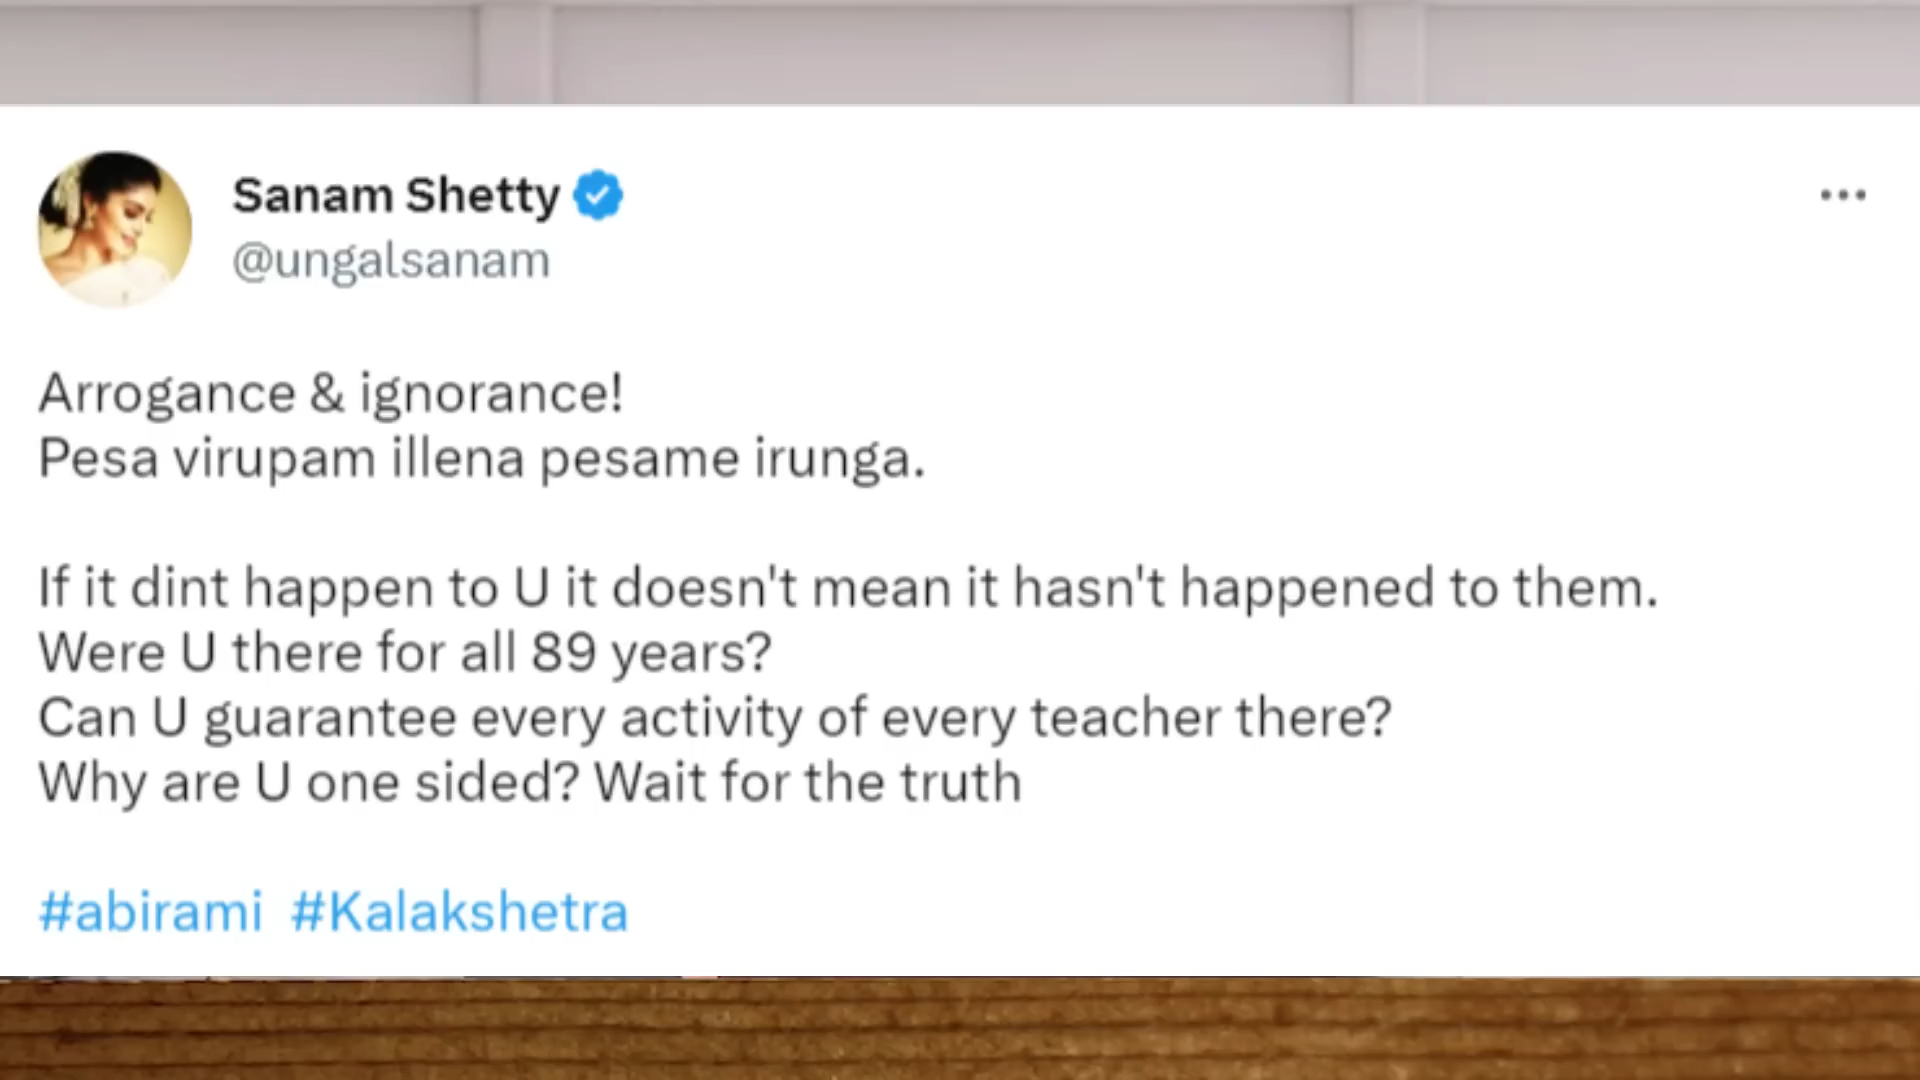 Sanam Shetty
@ungalsanam
Arrogance & ignorance!
Pesa virupam illena pesame irunga.
If it dint happen to U it doesn't mean it hasn't happened to them.
Were U there for all 89 years?
Can U guarantee every activity of every teacher there?
Why are U one sided? Wait for the truth
#abirami #Kalakshetra